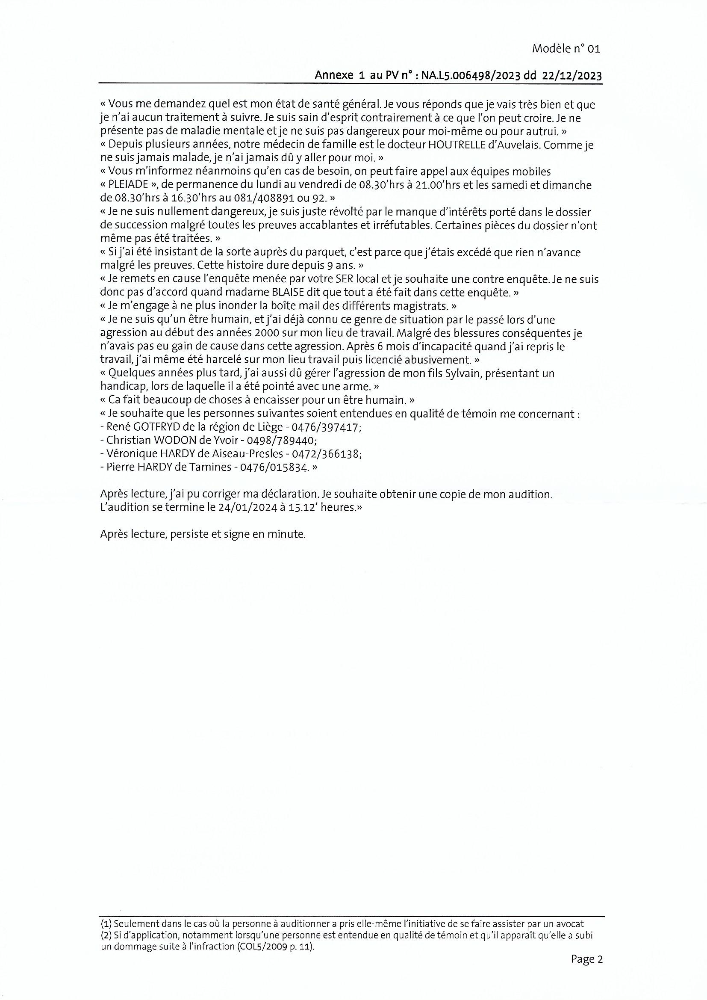 Modèle n° 01
Annexe 1 au PV n° : NA.L5.006498/2023 dd 22/12/2023
« Vous me demandez quel est mon état de santé général. Je vous réponds que je vais très bien et que
je n'ai aucun traitement à suivre. Je suis sain d'esprit contrairement à ce que l'on peut croire. Je ne
présente pas de maladie mentale et je ne suis pas dangereux pour moi-même ou pour autrui. »
« Depuis plusieurs années, notre médecin de famille est le docteur HOUTRELLE d'Auvelais. Comme je
ne suis jamais malade, je n'ai jamais dû y aller pour moi. »
« Vous m'informez néanmoins qu'en cas de besoin, on peut faire appel aux équipes mobiles
« PLEIADE », de permanence du lundi au vendredi de 08.30'hrs à 21.00'hrs et les samedi et dimanche
de 08.30'hrs à 16.30'hrs au 081/408891 ou 92. »
« Je ne suis nullement dangereux, je suis juste révolté par le manque d'intérêts porté dans le dossier
de succession malgré toutes les preuves accablantes et irréfutables. Certaines pièces du dossier n'ont
même pas été traitées. »
« Si j'ai été insistant de la sorte auprès du parquet, c'est parce que j'étais excédé que rien n'avance
malgré les preuves. Cette histoire dure depuis 9 ans. »
« Je remets en cause l'enquête menée par votre SER local et je souhaite une contre enquête. Je ne suis
donc pas d'accord quand madame BLAISE dit que tout a été fait dans cette enquête. »
« Je m'engage à ne plus inonder la boîte mail des différents magistrats. »
« Je ne suis qu'un être humain, et j'ai déjà connu ce genre de situation par le passé lors d'une
agression au début des années 2000 sur mon lieu de travail. Malgré des blessures conséquentes je
n'avais pas eu gain de cause dans cette agression. Après 6 mois d'incapacité quand j'ai repris le
travail, j'ai même été harcelé sur mon lieu travail puis licencié abusivement. »
« Quelques années plus tard, j'ai aussi dû gérer l'agression de mon fils Sylvain, présentant un
handicap, lors de laquelle il a été pointé avec une arme. »
« Ca fait beaucoup de choses à encaisser pour un être humain. »
« Je souhaite que les personnes suivantes soient entendues en qualité de témoin me concernant :
- René GOTFRYD de la région de Liège - 0476/397417;
- Christian WODON de Yvoir - 0498/789440;
- Véronique HARDY de Aiseau-Presles - 0472/366138;
- Pierre HARDY de Tamines - 0476/015834. »
Après lecture, j'ai pu corriger ma déclaration. Je souhaite obtenir une copie de mon audition.
L'audition se termine le 24/01/2024 à 15.12' heures.»
Après lecture, persiste et signe en minute.
(1) Seulement dans le cas où la personne à auditionner a pris elle-même l'initiative de se faire assister par un avocat
(2) Si d'application, notamment lorsqu'une personne est entendue en qualité de témoin et qu'il apparaît qu'elle a subi
un dommage suite à l'infraction (COL5/2009 p. 11).
Page 2